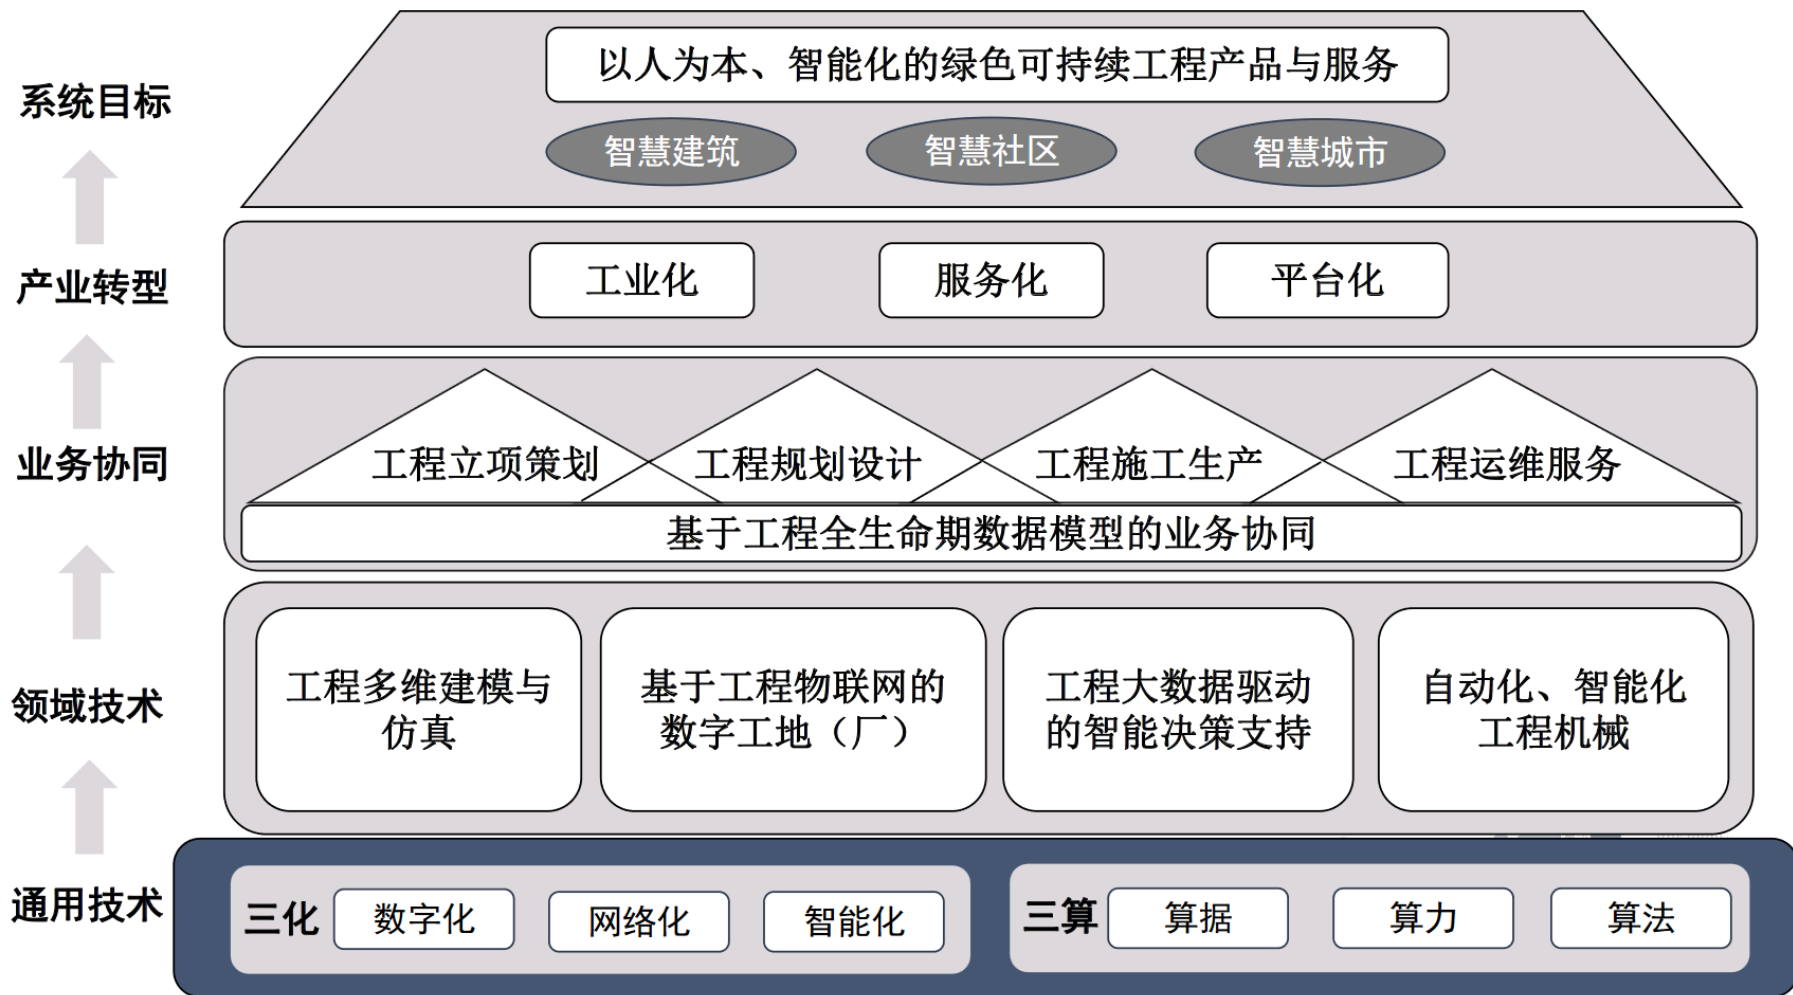 系统目标
以人为本、智能化的绿色可持续工程产品与服务
智慧建筑
智慧社区
智慧城市
产业转型
工业化
服务化
平台化
业务协同
工程立项策划
工程规划设计
工程施工生产
工程运维服务
基于工程全生命期数据模型的业务协同
领域技术
工程多维建模与
仿真
基于工程物联网的
数字工地（厂）
工程大数据驱动
的智能决策支持
自动化、智能化
工程机械
通用技术
三化
数字化
网络化
智能化
三算
算据
算力
算法